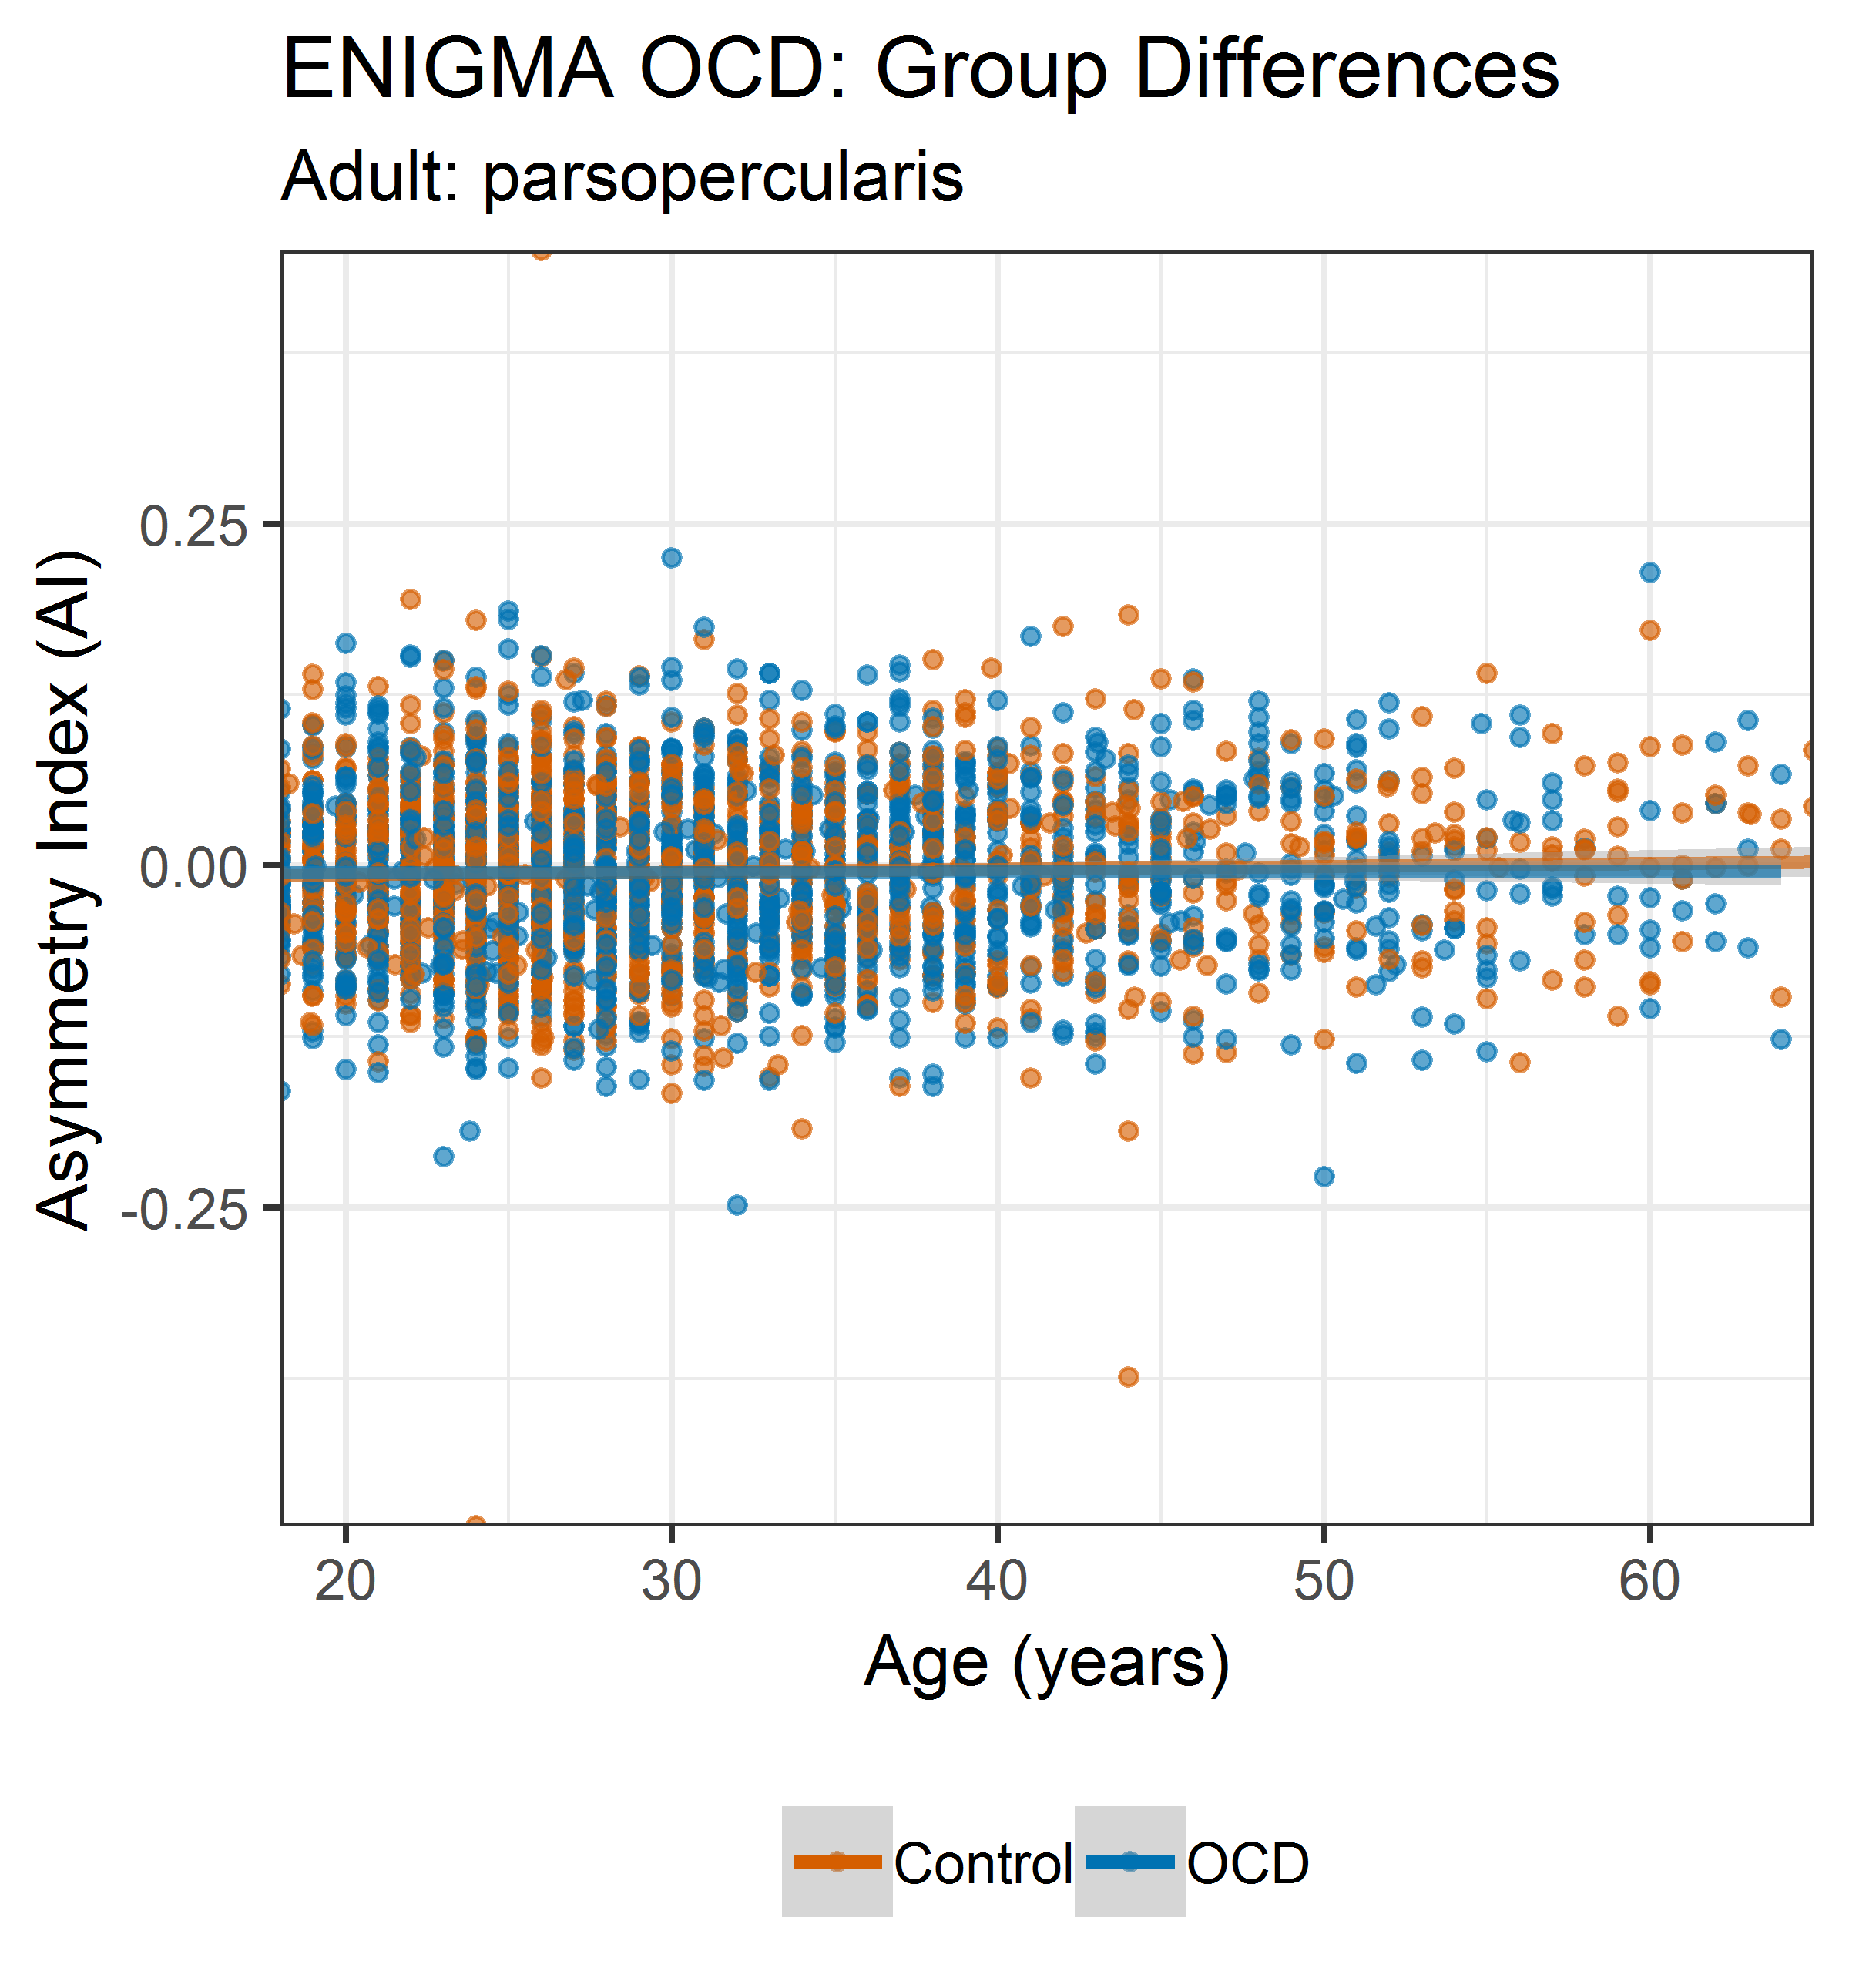 ENIGMA OCD: Group Differences
Adult: parsopercularis
Asymmetry Index (AI)
0.25
0.00
-0.25
20 30 40 50 60
Age (years)
Control OCD